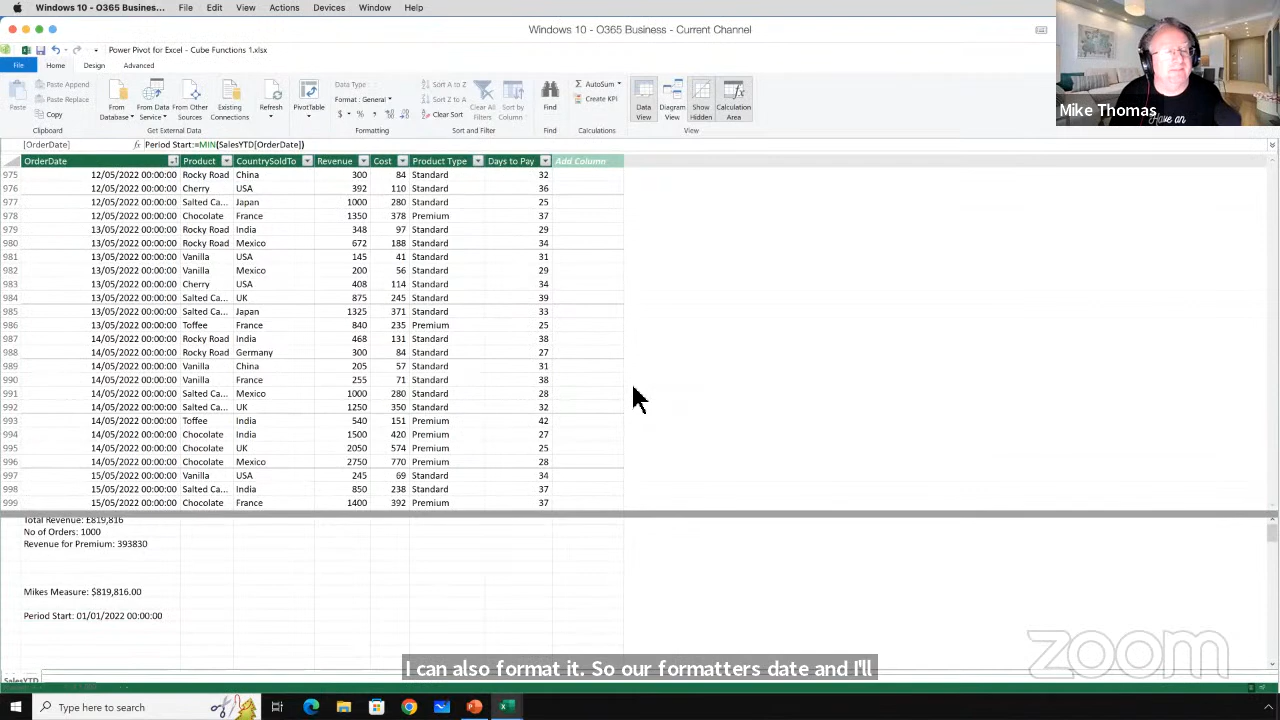 Windows 10 - O365 Busines... File Edit View Actions Devices Window Help
Windows 10 - O365 Business - Current Channel
Power Pivot for Excel - Cube Functions 1.xlsx
File Home Design Advanced
Paste
Paste Append
Paste Replace
Copy
Clipboard
From Database
From Data Service
From Other Sources
Existing Connections
Get External Data
Refresh
PivotTable
Data Type :
Format : General
$ % ,
Formatting
Sort A to Z
Sort Z to A
Clear Sort
Clear All Filters
Sort by Column
Sort and Filter
Find
Find
AutoSum
Create KPI
Calculations
Data View
Diagram View
Show Hidden
Calculation Area
View
Mike Thomas
Have an
[OrderDate] fx Period Start:=MIN(SalesYTD[OrderDate])
OrderDate Product CountrySoldTo Revenue Cost Product Type Days to Pay Add Column
975 12/05/2022 00:00:00 Rocky Road China 300 84 Standard 32
976 12/05/2022 00:00:00 Cherry USA 392 110 Standard 36
977 12/05/2022 00:00:00 Salted Ca... Japan 1000 280 Standard 25
978 12/05/2022 00:00:00 Chocolate France 1350 378 Premium 37
979 13/05/2022 00:00:00 Rocky Road India 348 97 Standard 29
980 13/05/2022 00:00:00 Rocky Road Mexico 672 188 Standard 34
981 13/05/2022 00:00:00 Vanilla USA 145 41 Standard 31
982 13/05/2022 00:00:00 Vanilla Mexico 200 56 Standard 29
983 13/05/2022 00:00:00 Cherry USA 408 114 Standard 34
984 13/05/2022 00:00:00 Salted Ca... UK 875 245 Standard 39
985 13/05/2022 00:00:00 Salted Ca... Japan 1325 371 Standard 33
986 13/05/2022 00:00:00 Toffee France 840 235 Premium 25
987 14/05/2022 00:00:00 Rocky Road India 468 131 Standard 38
988 14/05/2022 00:00:00 Rocky Road Germany 300 84 Standard 27
989 14/05/2022 00:00:00 Vanilla China 205 57 Standard 31
990 14/05/2022 00:00:00 Vanilla France 255 71 Standard 38
991 14/05/2022 00:00:00 Salted Ca... Mexico 1000 280 Standard 28
992 14/05/2022 00:00:00 Salted Ca... UK 1250 350 Standard 32
993 14/05/2022 00:00:00 Toffee India 540 151 Premium 42
994 14/05/2022 00:00:00 Chocolate India 1500 420 Premium 27
995 14/05/2022 00:00:00 Chocolate UK 2050 574 Premium 25
996 14/05/2022 00:00:00 Chocolate Mexico 2750 770 Premium 28
997 15/05/2022 00:00:00 Vanilla USA 245 69 Standard 34
998 15/05/2022 00:00:00 Salted Ca... India 850 238 Standard 37
999 15/05/2022 00:00:00 Chocolate France 1400 392 Premium 37
Total Revenue: £819,816
No of Orders: 1000
Revenue for Premium: 393830
Mikes Measure: $819,816.00
Period Start: 01/01/2022 00:00:00
zoom
I can also format it. So our formatters date and I'll
SalesYTD
Type here to search